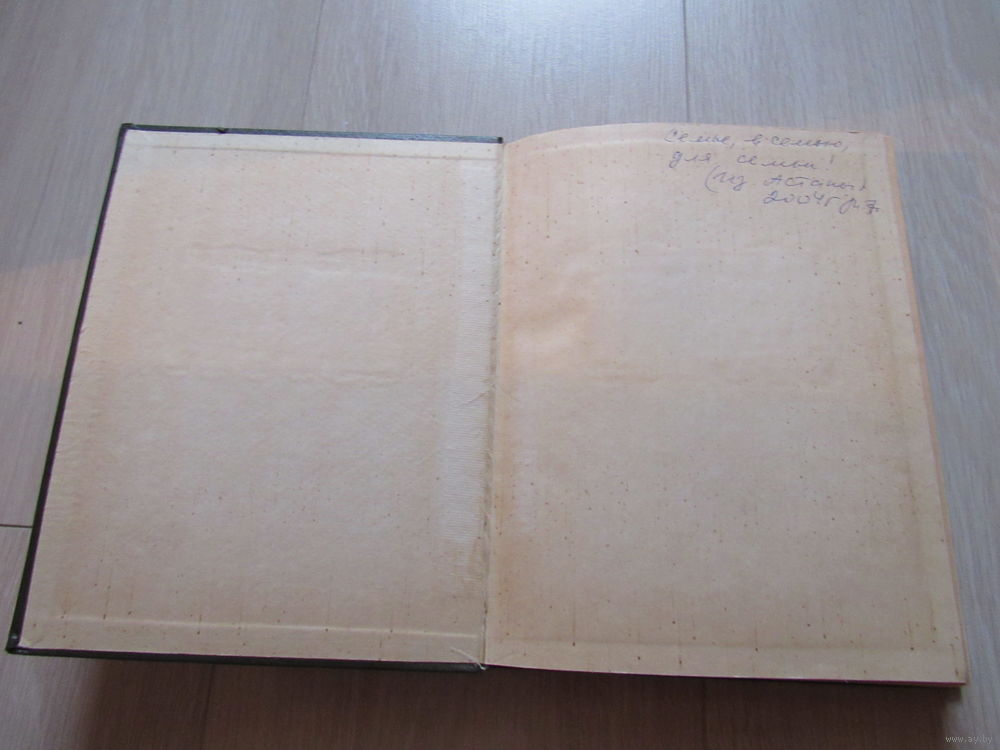 семье, в семью,
для семьи!
(из Астаны.
2004г
www.ay.by